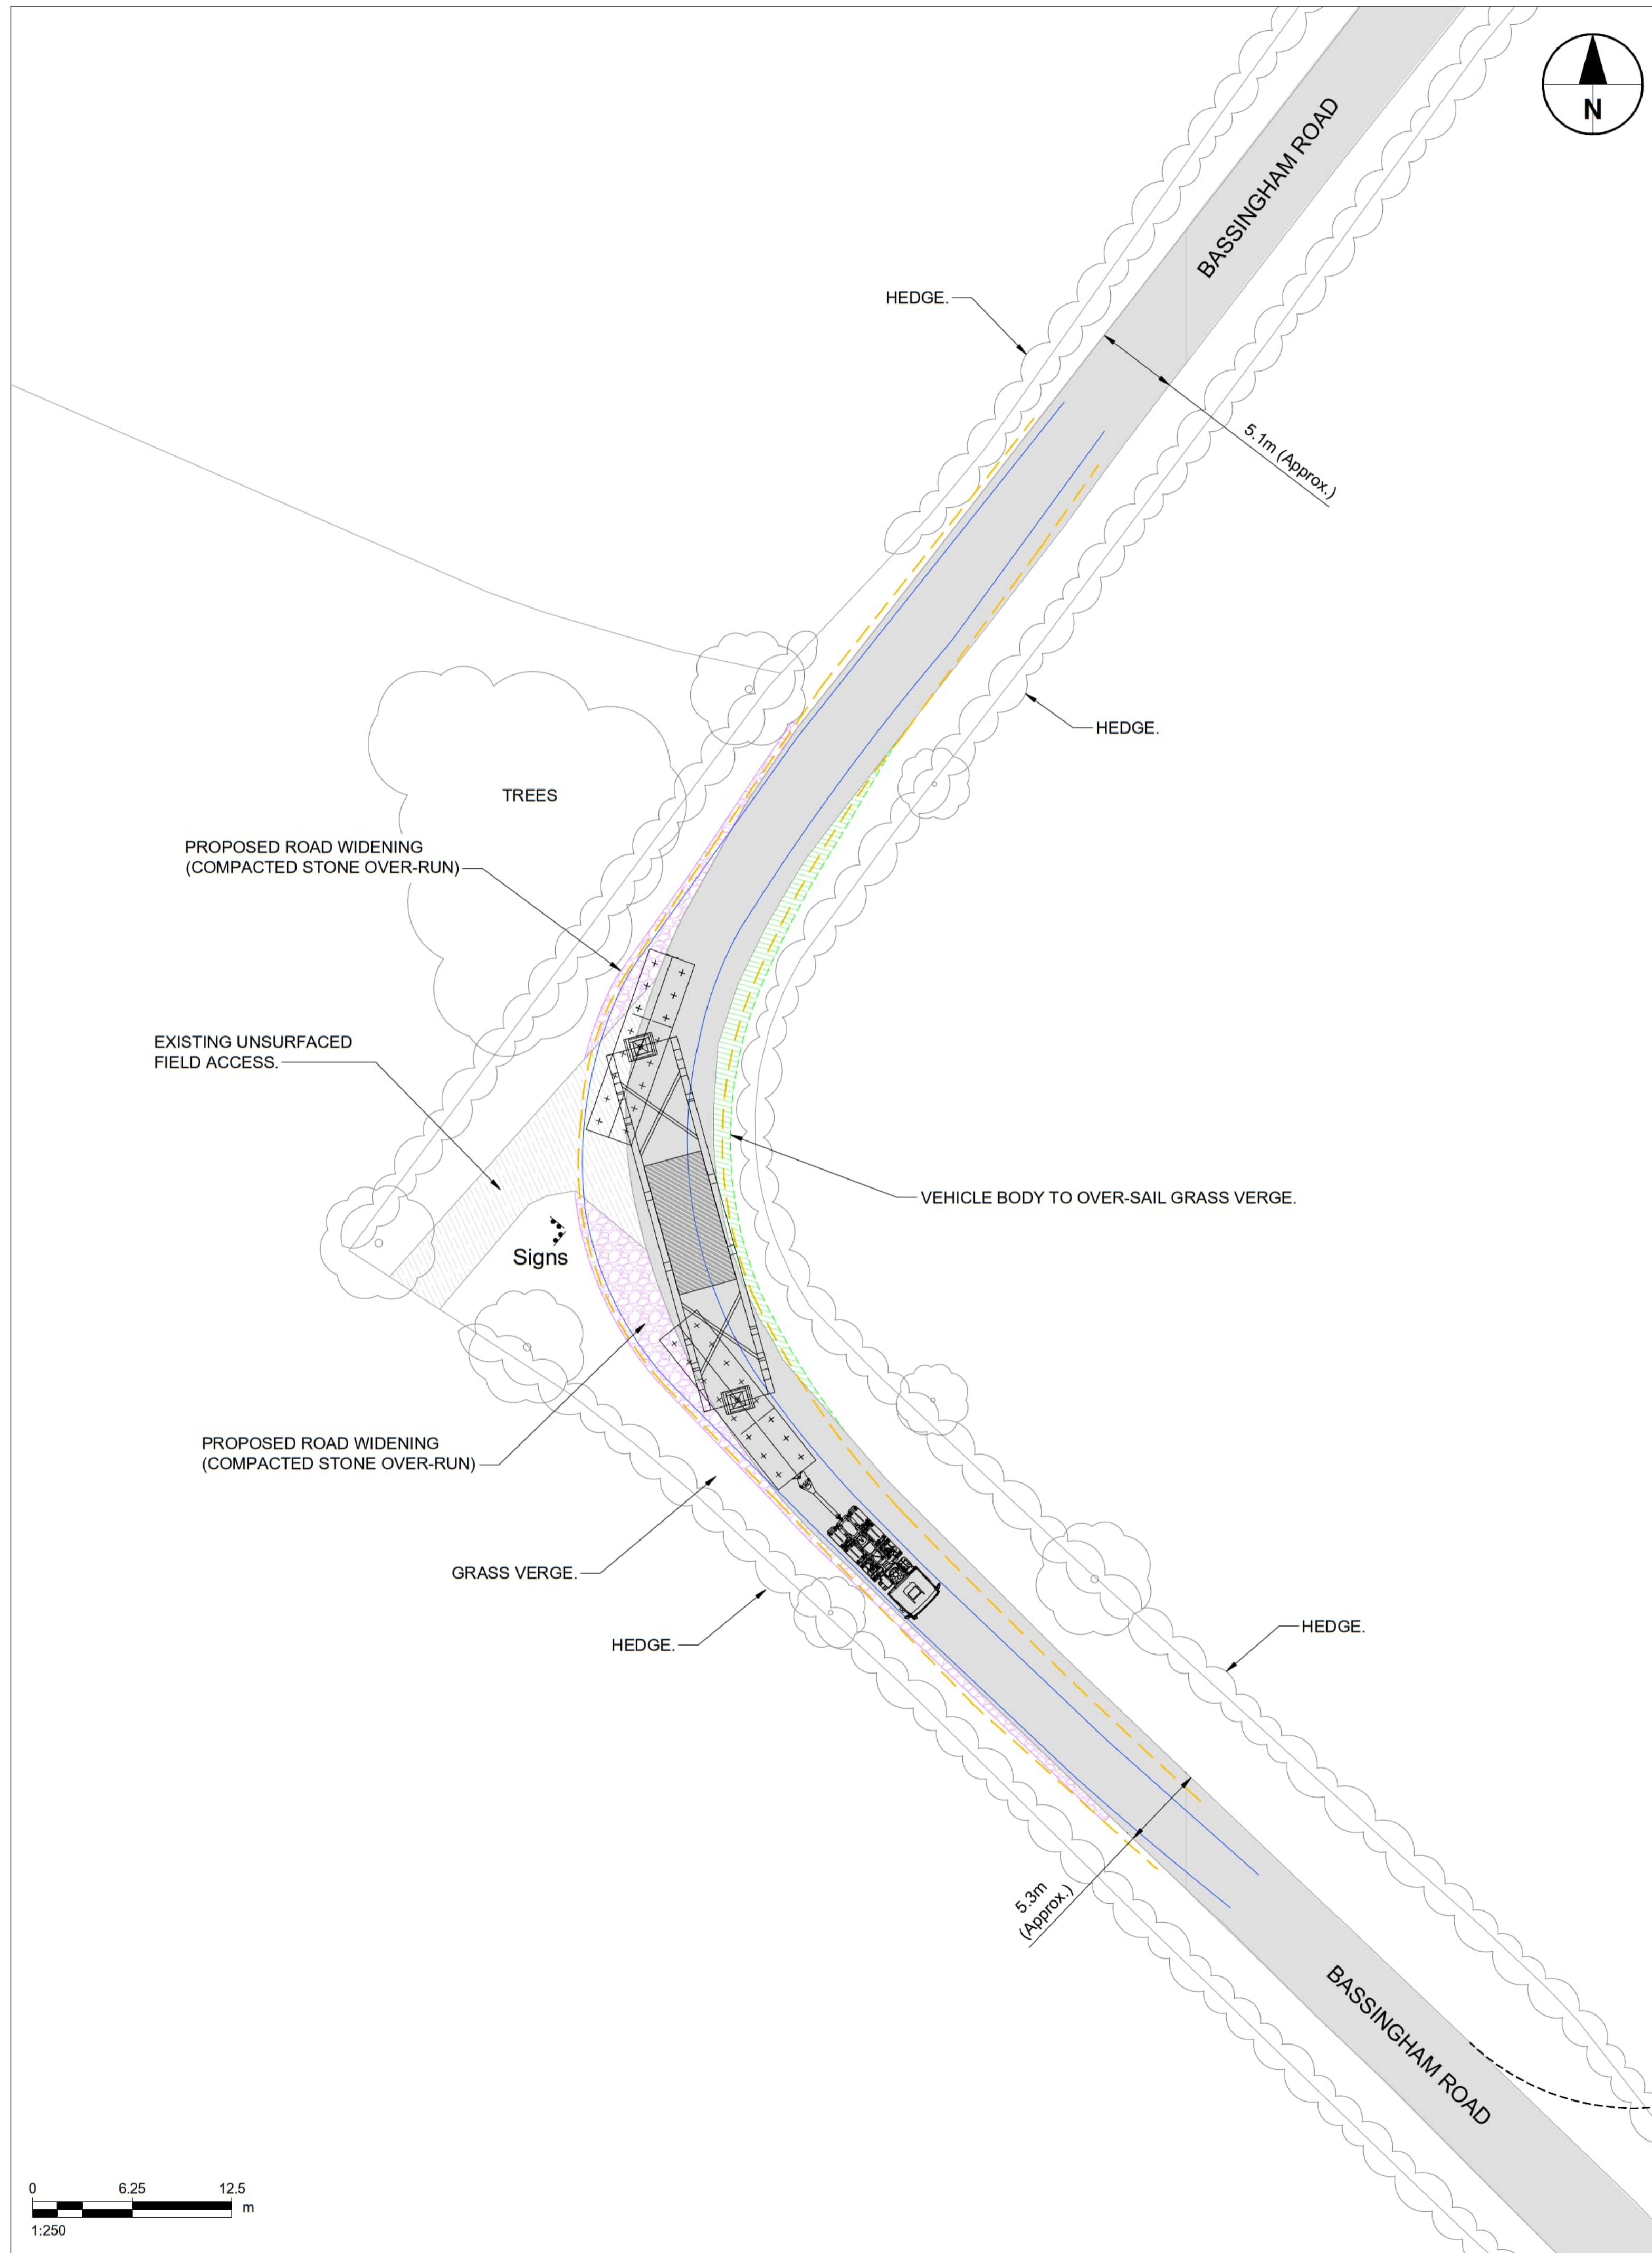 N
BASSINGHAM ROAD
HEDGE.
5.1m (Approx.)
HEDGE.
TREES
PROPOSED ROAD WIDENING
(COMPACTED STONE OVER-RUN)
EXISTING UNSURFACED
FIELD ACCESS.
VEHICLE BODY TO OVER-SAIL GRASS VERGE.
Signs
PROPOSED ROAD WIDENING
(COMPACTED STONE OVER-RUN)
GRASS VERGE.
HEDGE.
HEDGE.
5.3m
(Approx.)
BASSINGHAM ROAD
0 6.25 12.5
m
1:250